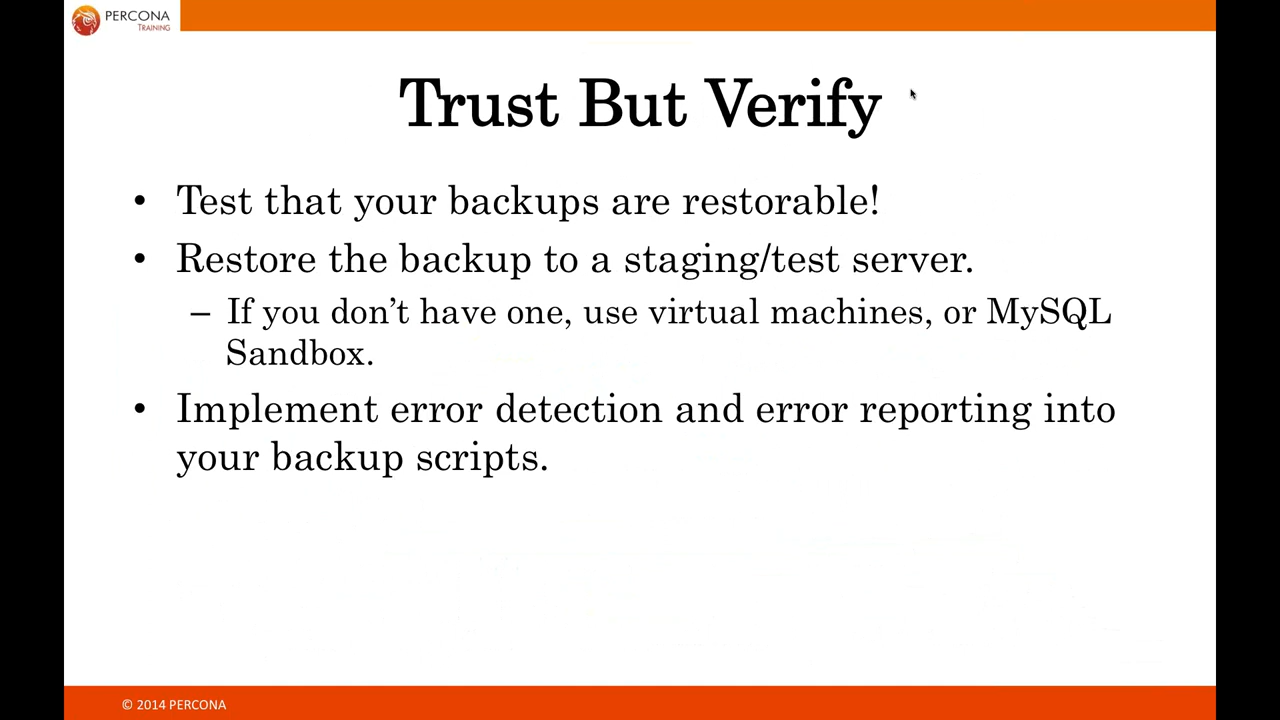 PERCONA
TRAINING
Trust But Verify
• Test that your backups are restorable!
• Restore the backup to a staging/test server.
– If you don’t have one, use virtual machines, or MySQL
Sandbox.
• Implement error detection and error reporting into
your backup scripts.
© 2014 PERCONA